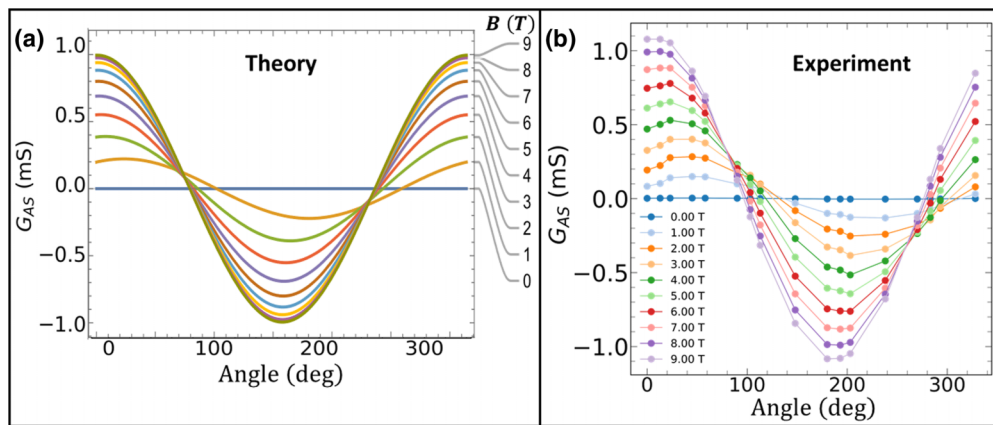 (a)
Theory
B (T)
9
8
7
6
5
4
3
2
1
0
1.0
0.5
0.0
−0.5
−1.0
G_AS (mS)
0 100 200 300
Angle (deg)
(b)
Experiment
1.0
0.5
0.0
−0.5
−1.0
G_AS (mS)
0.00 T
1.00 T
2.00 T
3.00 T
4.00 T
5.00 T
6.00 T
7.00 T
8.00 T
9.00 T
0 100 200 300
Angle (deg)